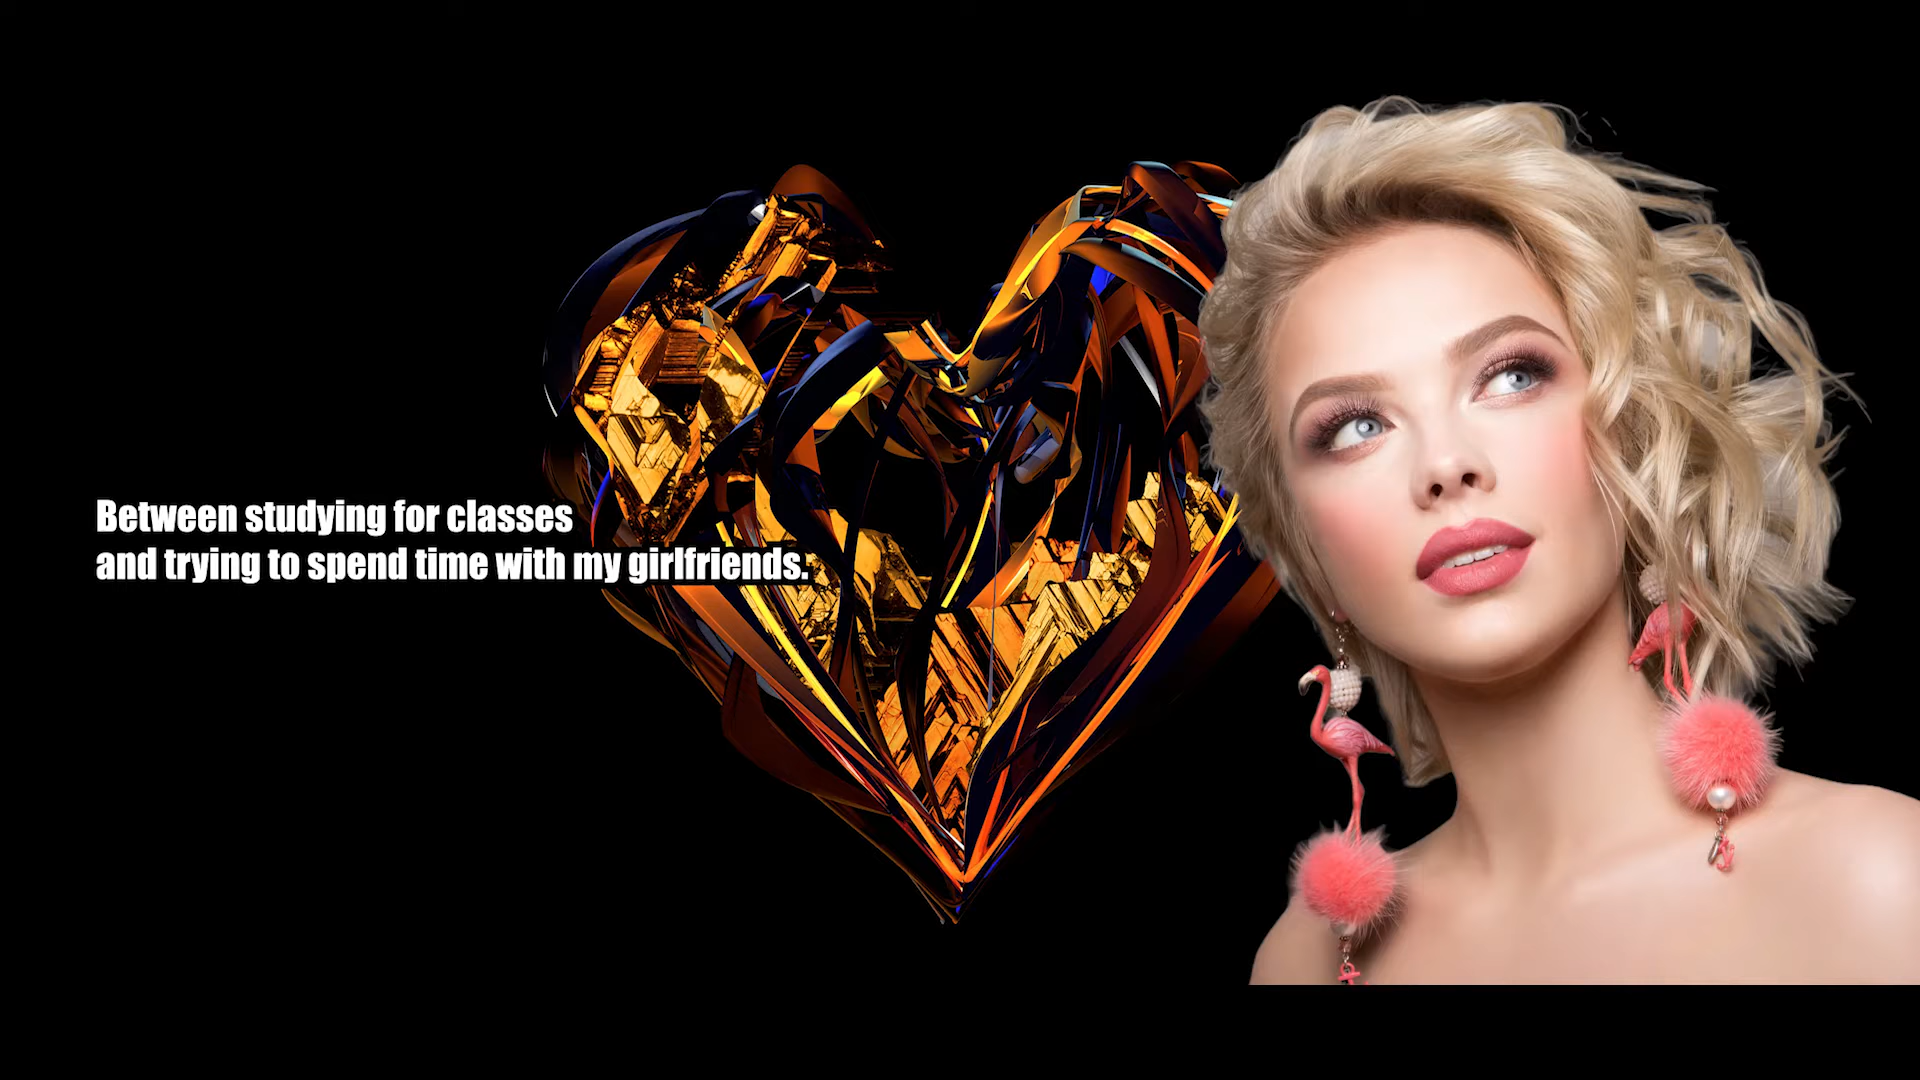 Between studying for classes
and trying to spend time with my girlfriends.